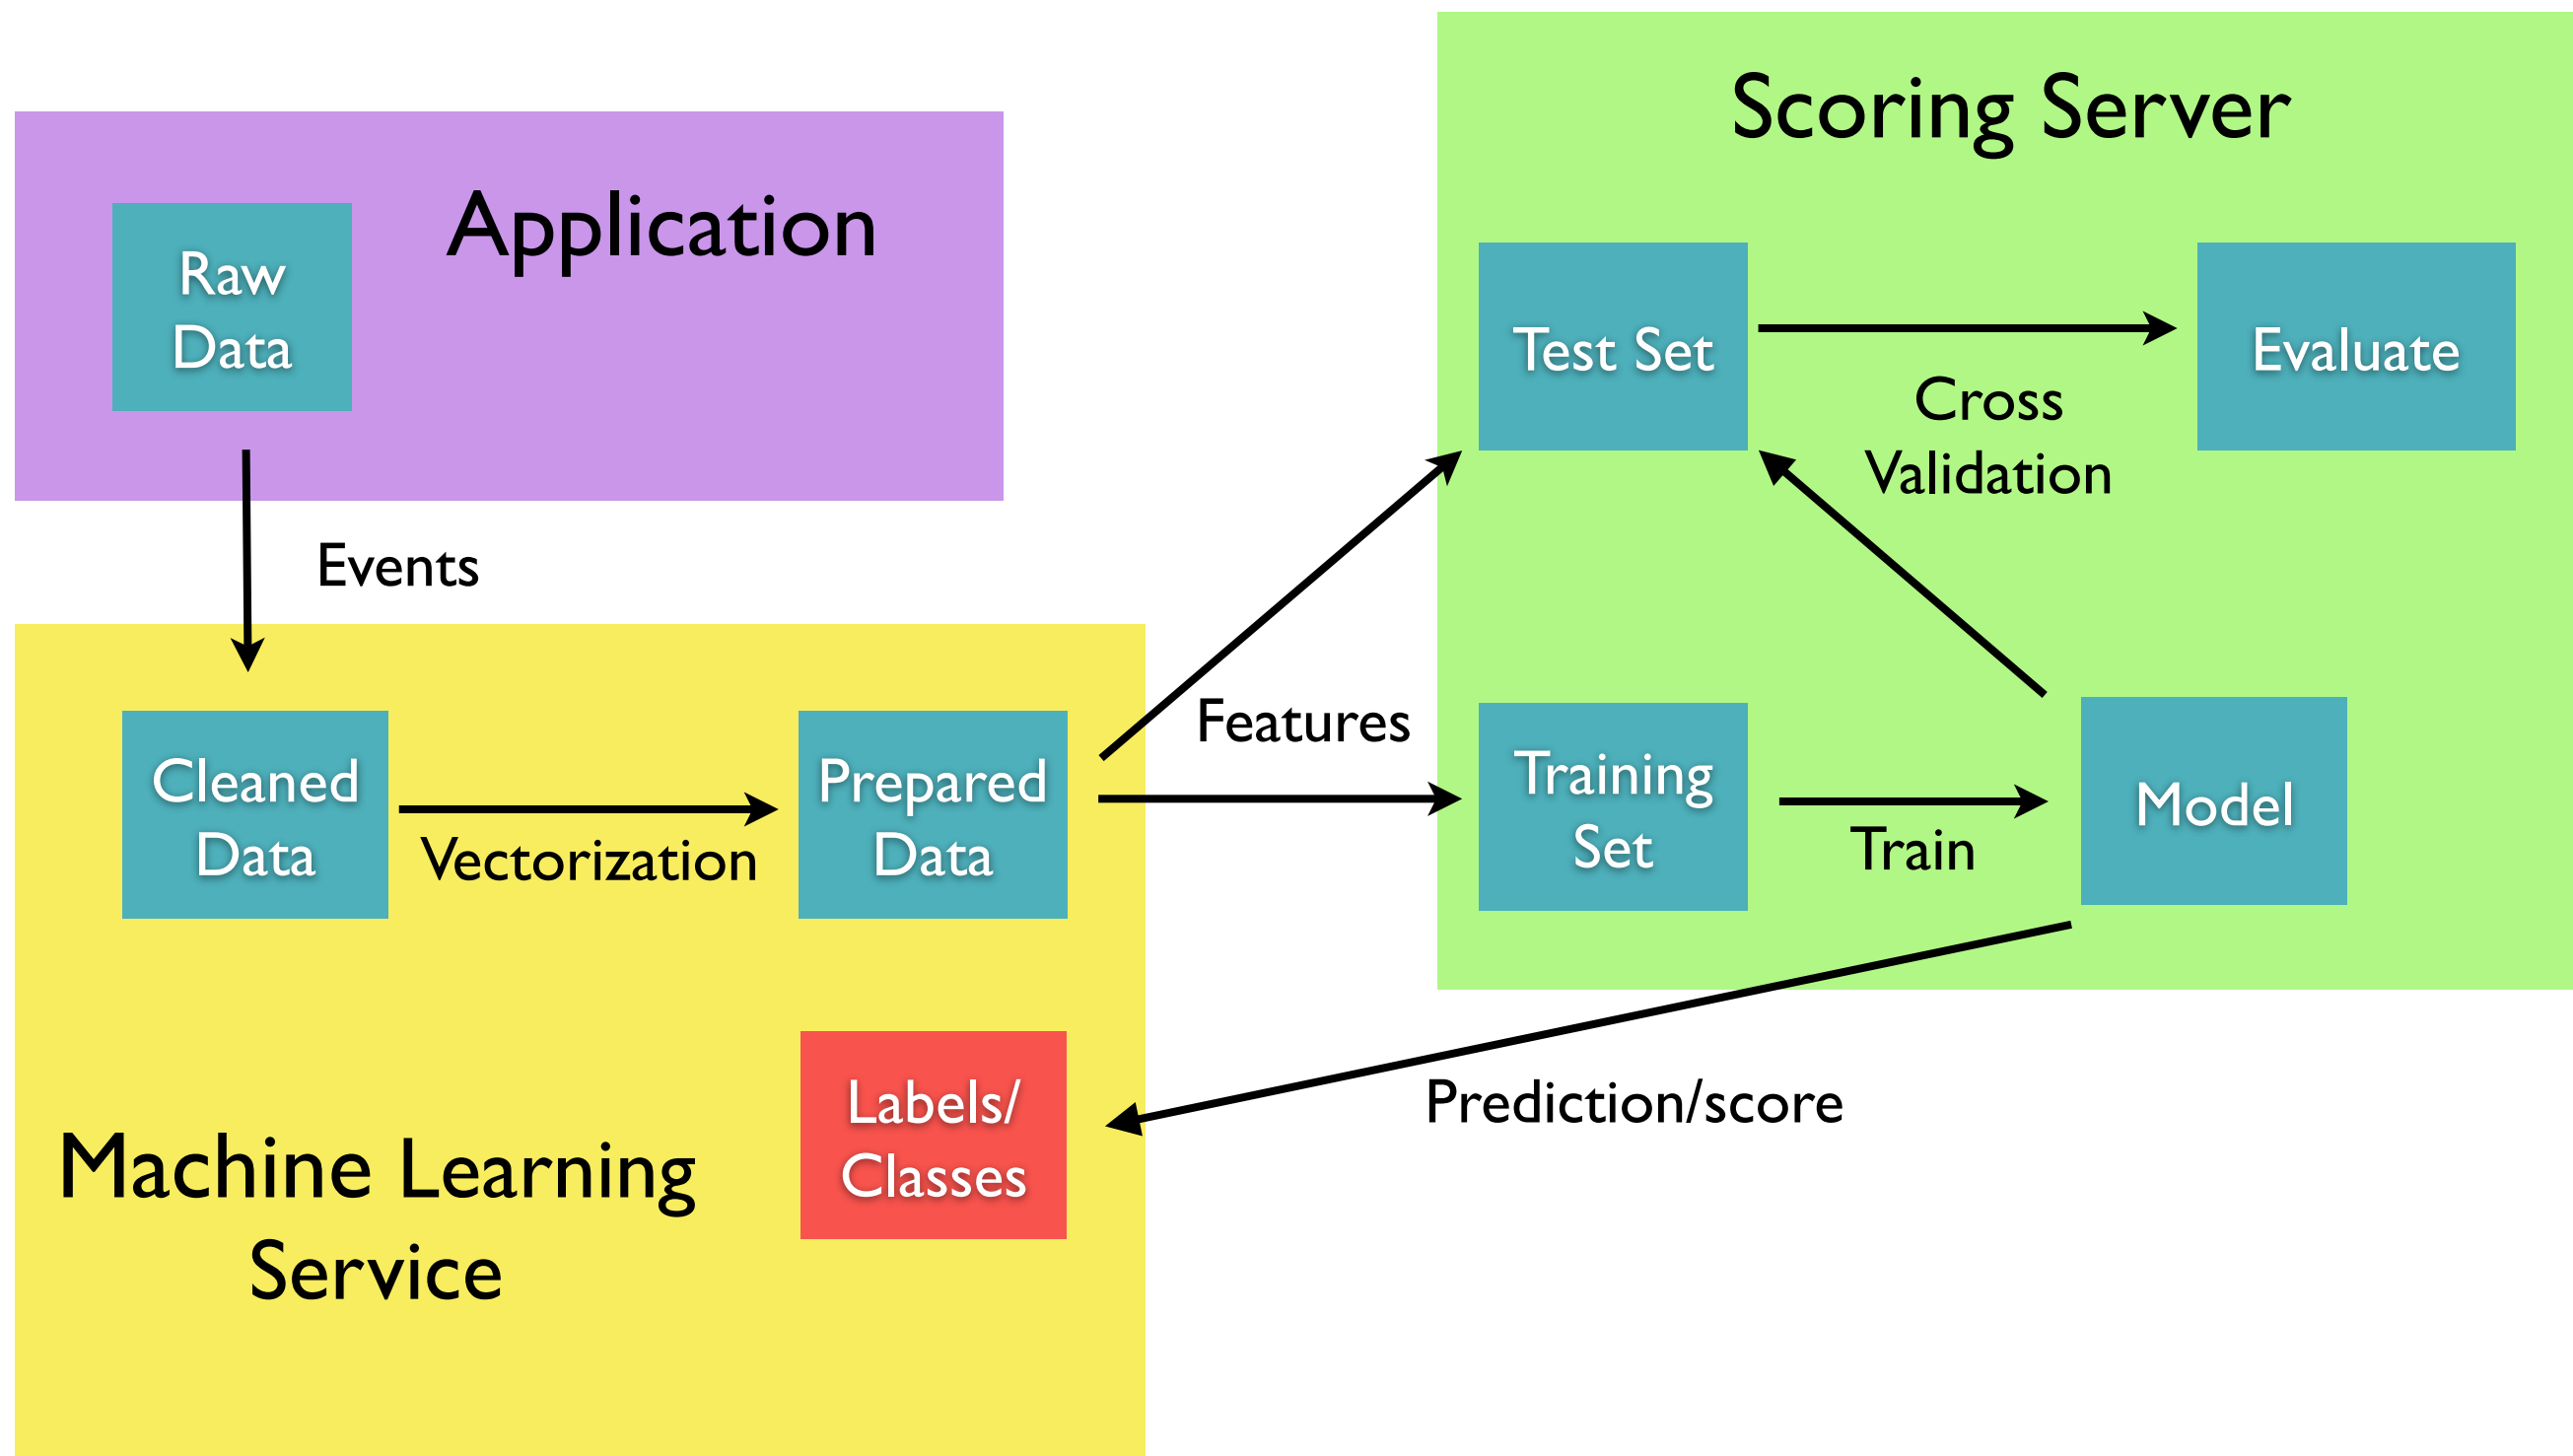 Scoring Server
Application
Raw
Data
Test Set
Evaluate
Cross
Validation
Events
Features
Cleaned
Data
Vectorization
Prepared
Data
Training
Set
Train
Model
Labels/
Classes
Prediction/score
Machine Learning
Service